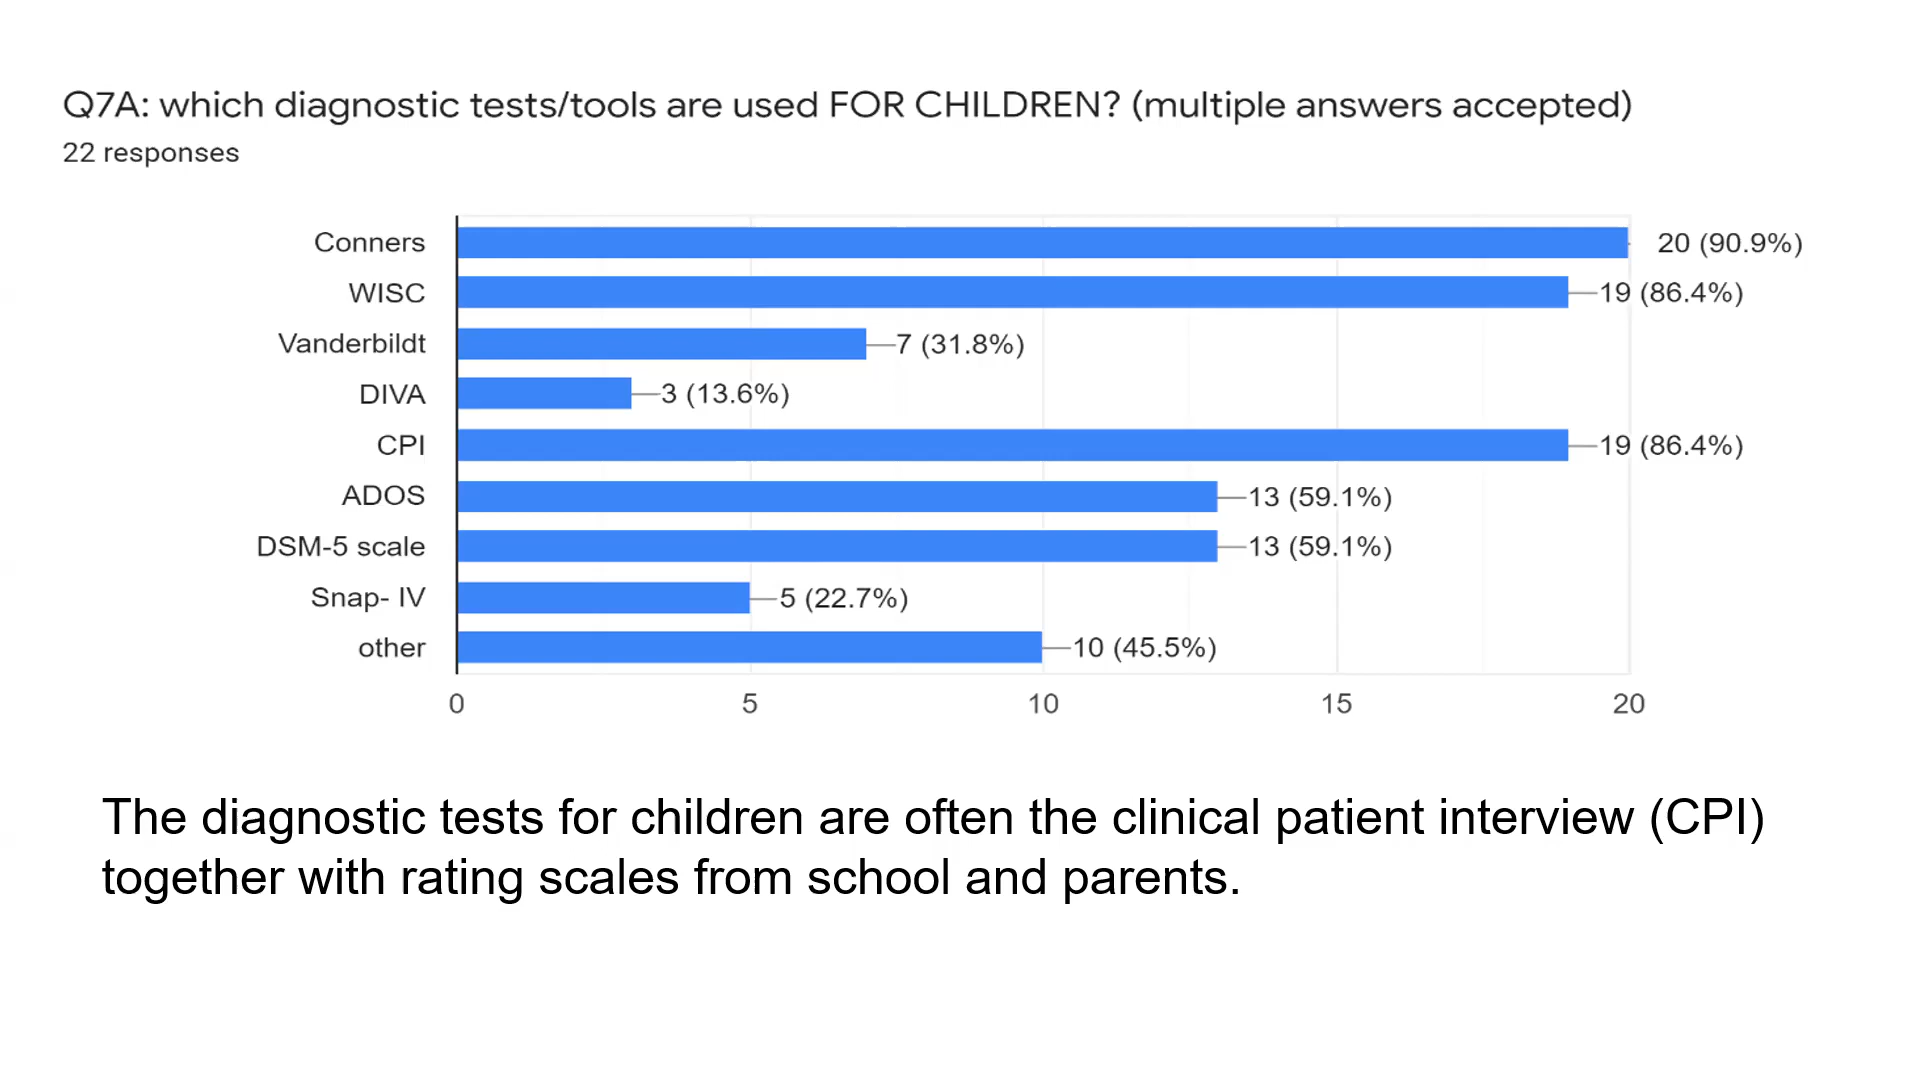 Q7A: which diagnostic tests/tools are used FOR CHILDREN? (multiple answers accepted)
22 responses
Conners 20 (90.9%)
WISC 19 (86.4%)
Vanderbildt 7 (31.8%)
DIVA 3 (13.6%)
CPI 19 (86.4%)
ADOS 13 (59.1%)
DSM-5 scale 13 (59.1%)
Snap- IV 5 (22.7%)
other 10 (45.5%)
0 5 10 15 20
The diagnostic tests for children are often the clinical patient interview (CPI)
together with rating scales from school and parents.